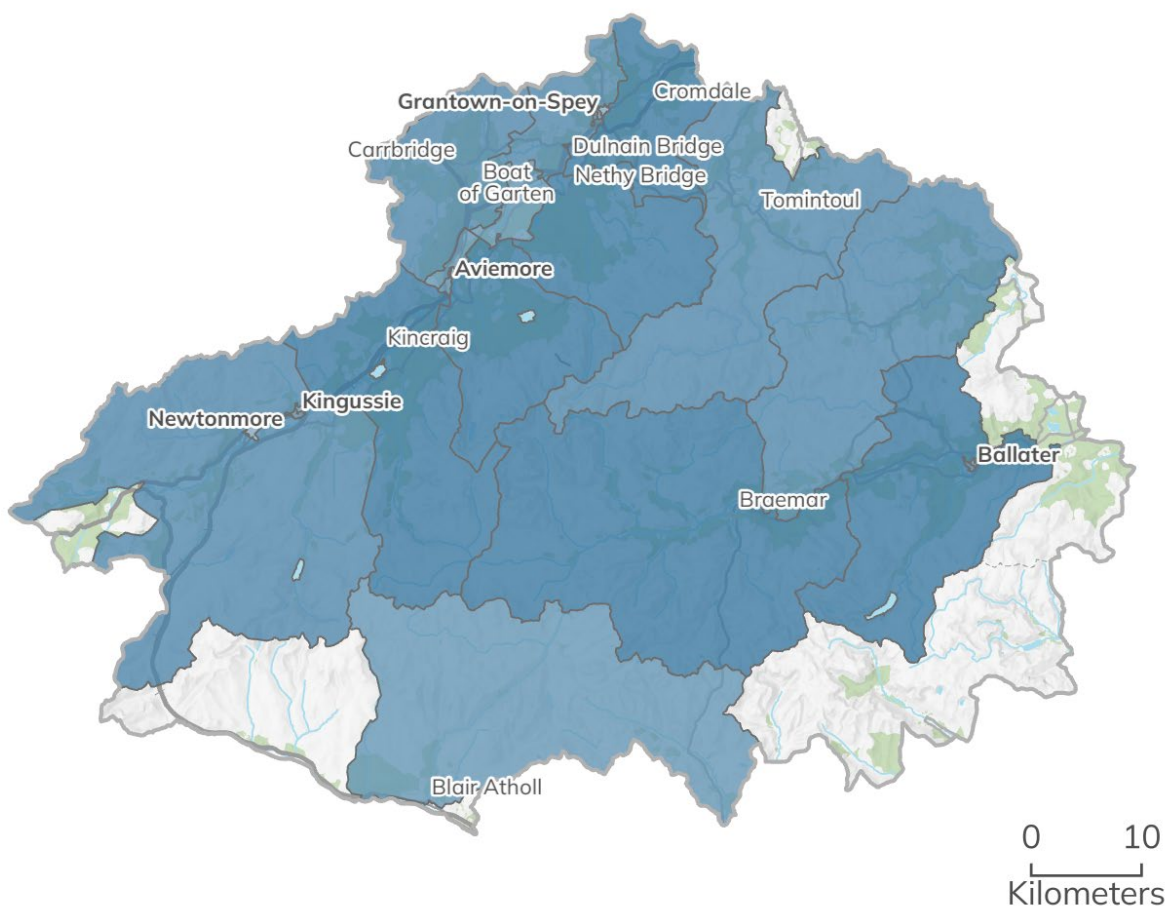 Cromdâle
Grantown-on-Spey
Carrbridge
Dulnain Bridge
Boat
of Garten
Nethy Bridge
Tomintoul
Aviemore
Kincraig
Kingussie
Newtonmore
Ballater
Braemar
Blair Atholl
0 10
Kilometers